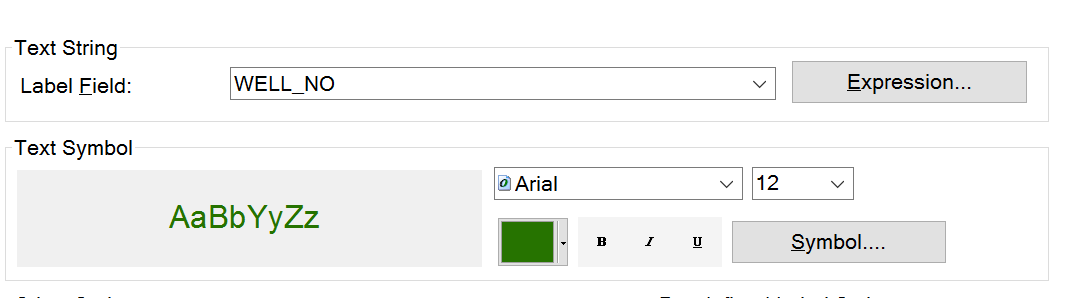 Text String
Label Field:
WELL_NO
Expression...
Text Symbol
AaBbYyZz
Arial
12
B I U
Symbol....